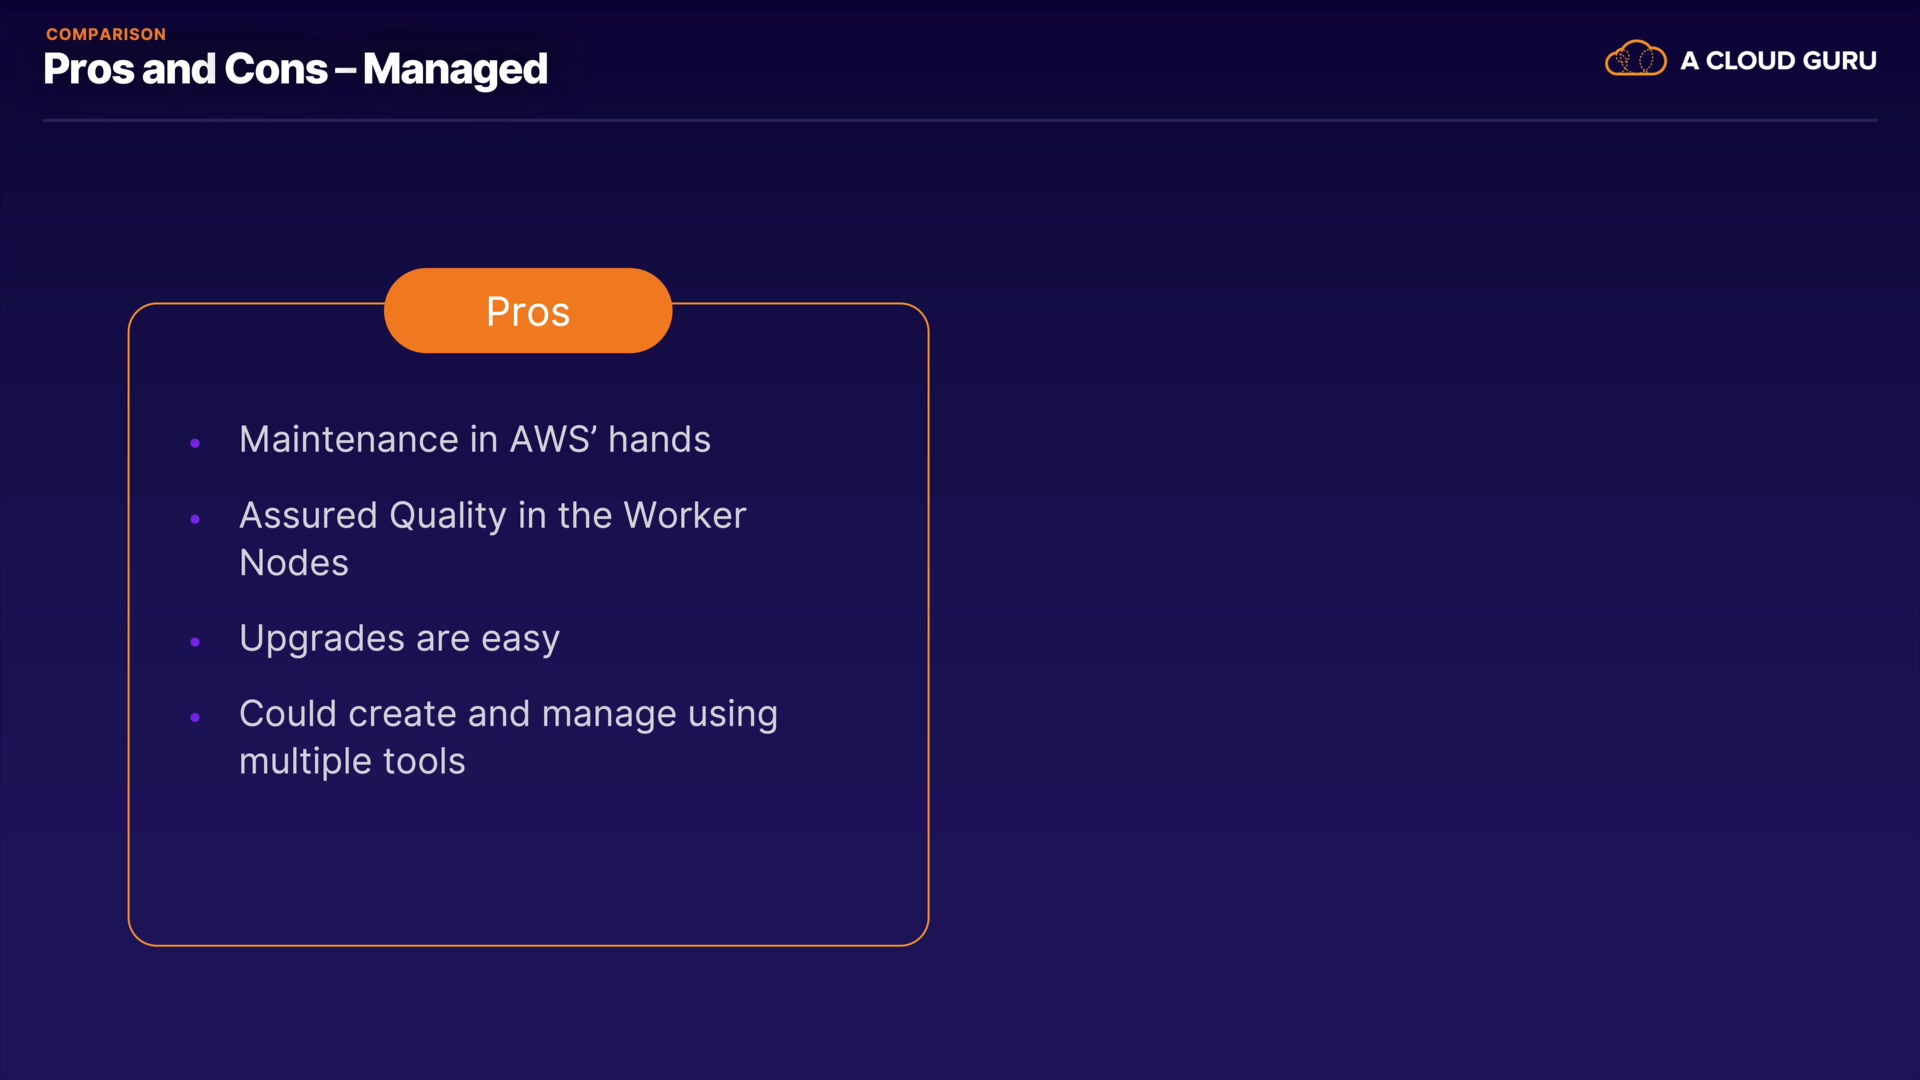 COMPARISON
Pros and Cons – Managed
A CLOUD GURU
Pros
• Maintenance in AWS’ hands
• Assured Quality in the Worker
Nodes
• Upgrades are easy
• Could create and manage using
multiple tools